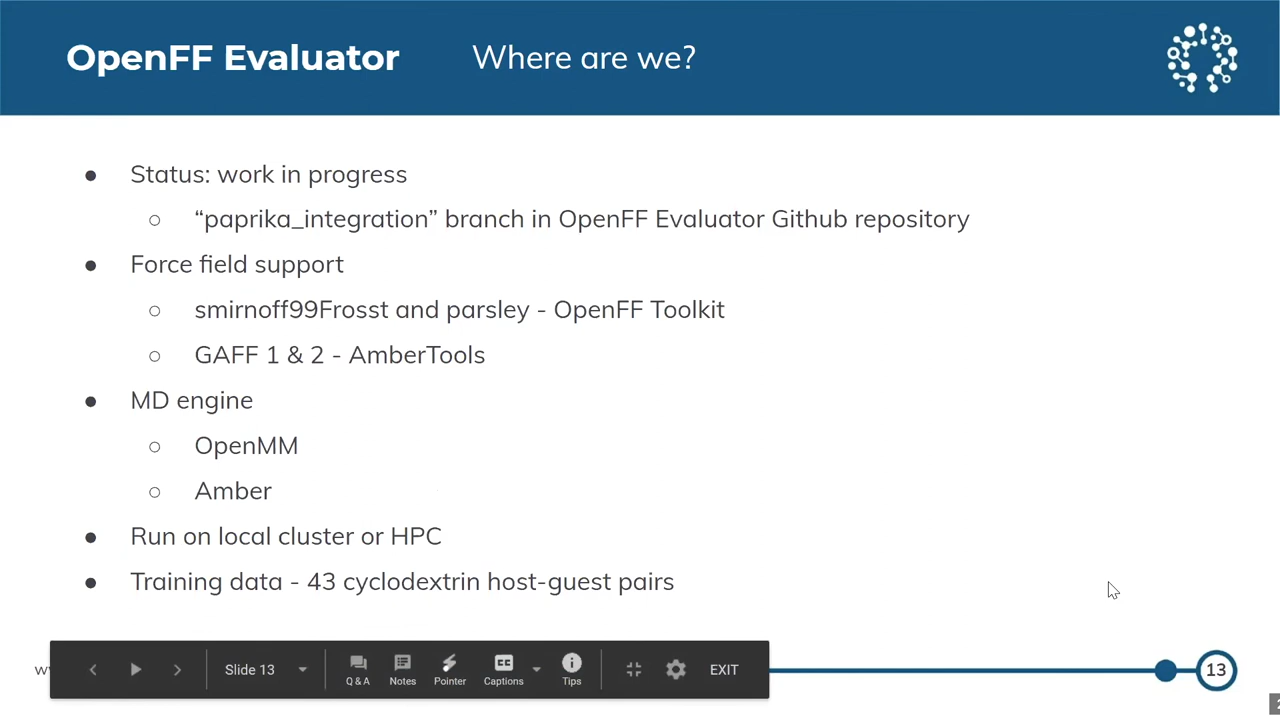 OpenFF Evaluator Where are we?
● Status: work in progress
○ “paprika_integration” branch in OpenFF Evaluator Github repository
● Force field support
○ smirnoff99Frosst and parsley - OpenFF Toolkit
○ GAFF 1 & 2 - AmberTools
● MD engine
○ OpenMM
○ Amber
● Run on local cluster or HPC
● Training data - 43 cyclodextrin host-guest pairs
Slide 13 Q & A Notes Pointer CC Captions Tips EXIT 13